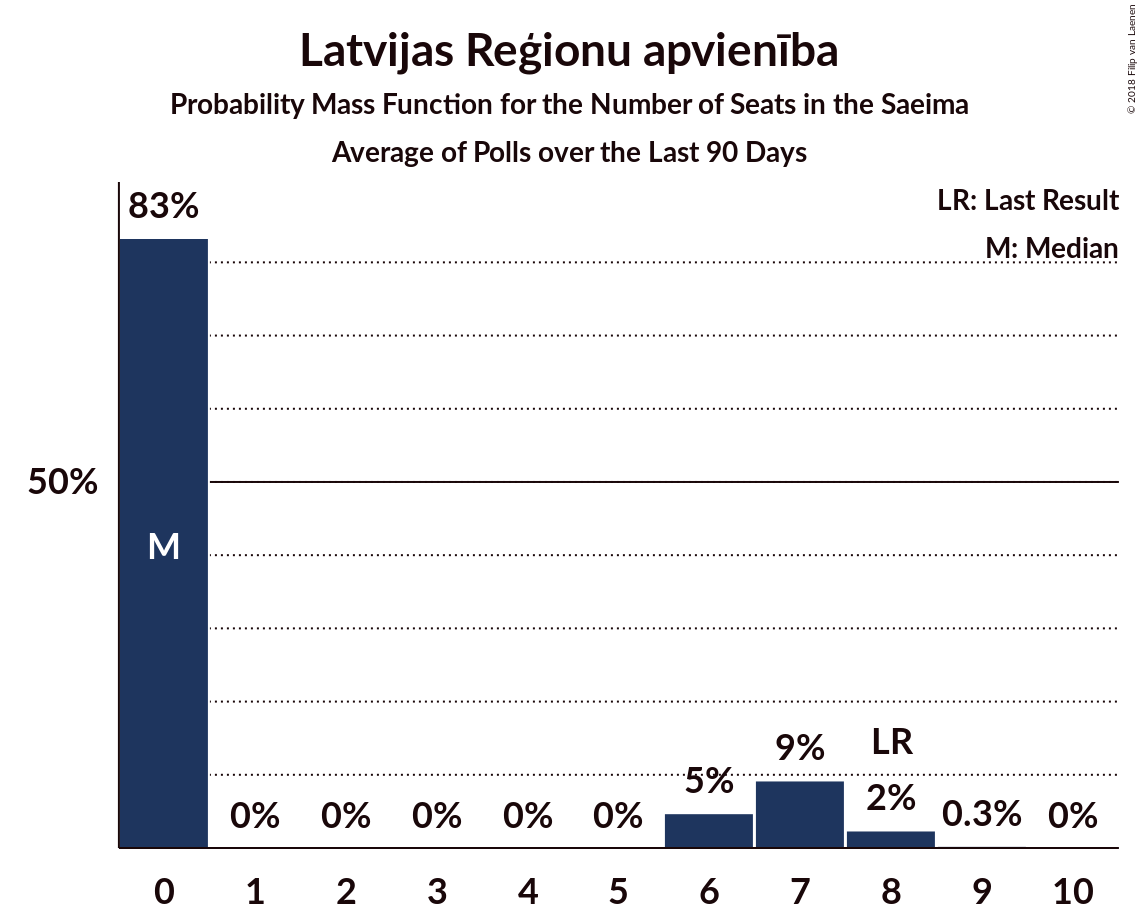 Latvijas Reģionu apvienība
Probability Mass Function for the Number of Seats in the Saeima
Average of Polls over the Last 90 Days
© 2018 Filip van Laenen
LR: Last Result
M: Median
83%
50%
M
0%
0%
0%
0%
0%
5%
9%
LR
2%
0.3%
0%
0 1 2 3 4 5 6 7 8 9 10